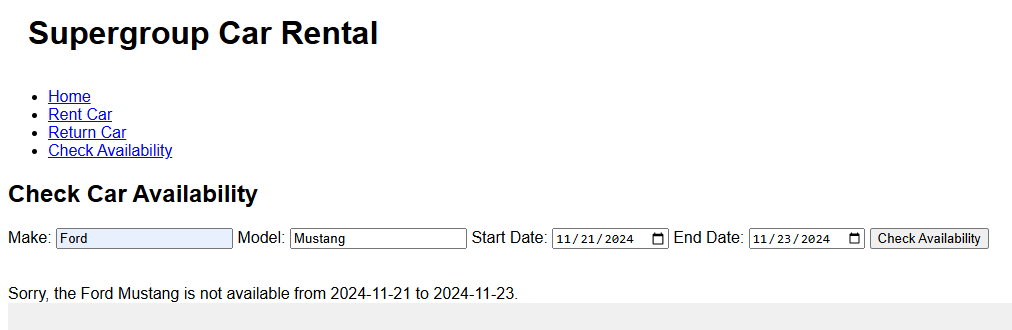 Supergroup Car Rental
Home
Rent Car
Return Car
Check Availability
Check Car Availability
Make: Ford Model: Mustang Start Date: 11/21/2024 End Date: 11/23/2024 Check Availability
Sorry, the Ford Mustang is not available from 2024-11-21 to 2024-11-23.